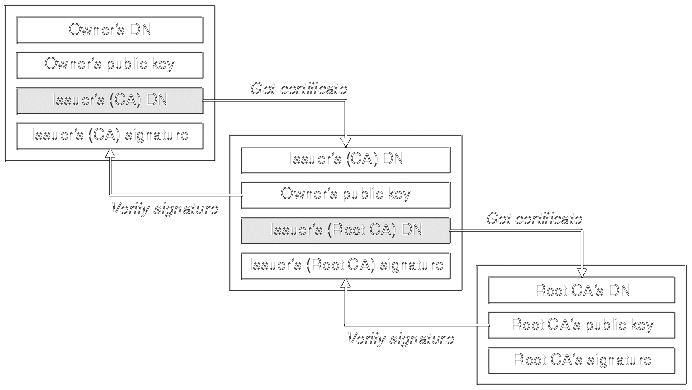 Owner's DN
Owner's public key
Issuer's (CA) DN
Get certificate
Issuer's (CA) signature
Issuer's (CA) DN
Owner's public key
Verify signature
Issuer's (Root CA) DN
Get certificate
Issuer's (Root CA) signature
Root CA's DN
Root CA's public key
Verify signature
Root CA's signature